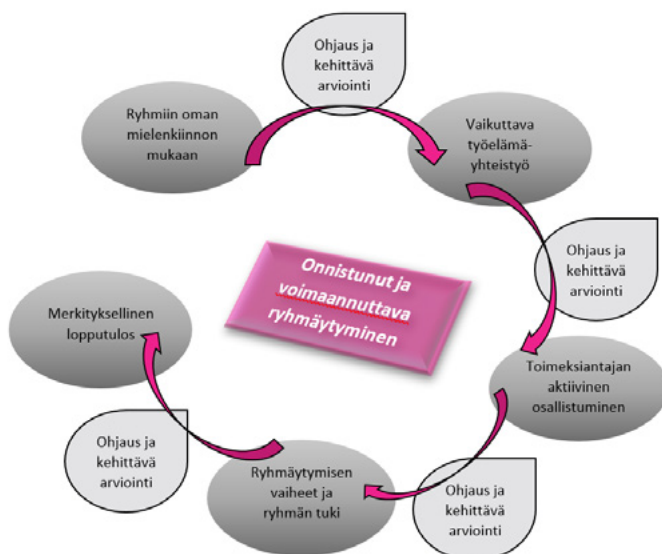 Ohjaus ja
kehittävä
arviointi
Ryhmiin oman
mielenkiinnon
mukaan
Vaikuttava
työelämä-
yhteistyö
Ohjaus ja
kehittävä
arviointi
Onnistunut ja
voimaannuttava
ryhmäytyminen
Merkityksellinen
lopputulos
Toimeksiantajan
aktiivinen
osallistuminen
Ohjaus ja
kehittävä
arviointi
Ryhmäytymisen
vaiheet ja
ryhmän tuki
Ohjaus ja
kehittävä
arviointi